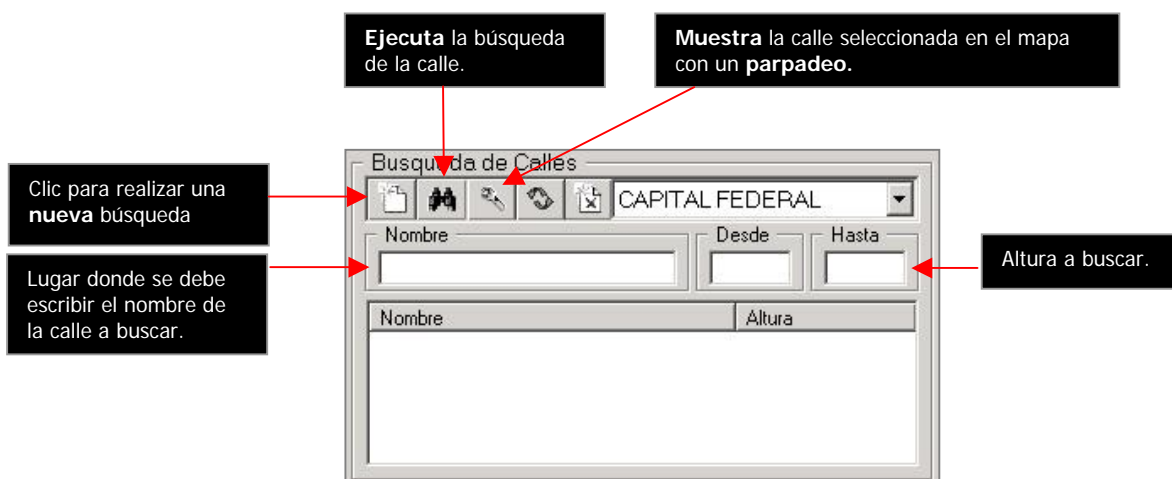 Ejecuta la búsqueda
de la calle.
Muestra la calle seleccionada en el mapa
con un parpadeo.
Clic para realizar una
nueva búsqueda
Lugar donde se debe
escribir el nombre de
la calle a buscar.
Busqueda de Calles
CAPITAL FEDERAL
Nombre
Desde
Hasta
Altura a buscar.
Nombre
Altura